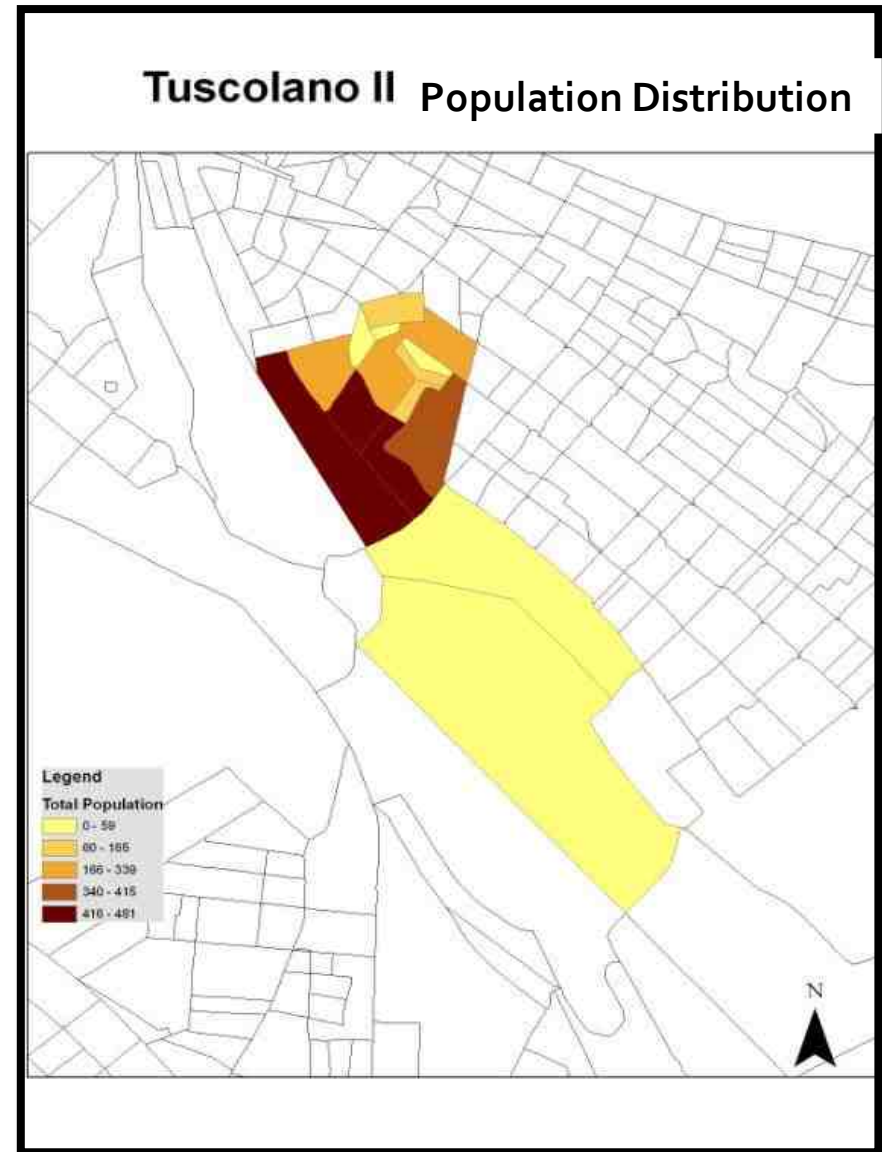 Tuscolano II Population Distribution
Legend
Total Population
0 - 59
60 - 165
166 - 339
340 - 415
416 - 481
N